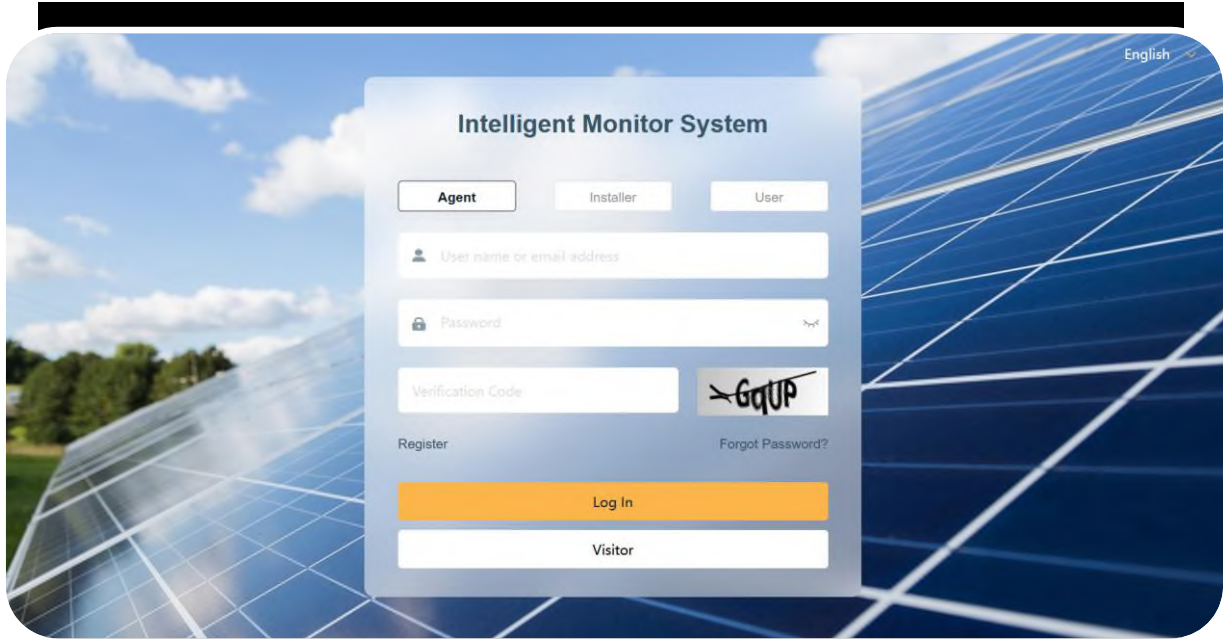 English
Intelligent Monitor System
Agent Installer User
User name or email address
Password
Verification Code GqUP
Register Forgot Password?
Log In
Visitor